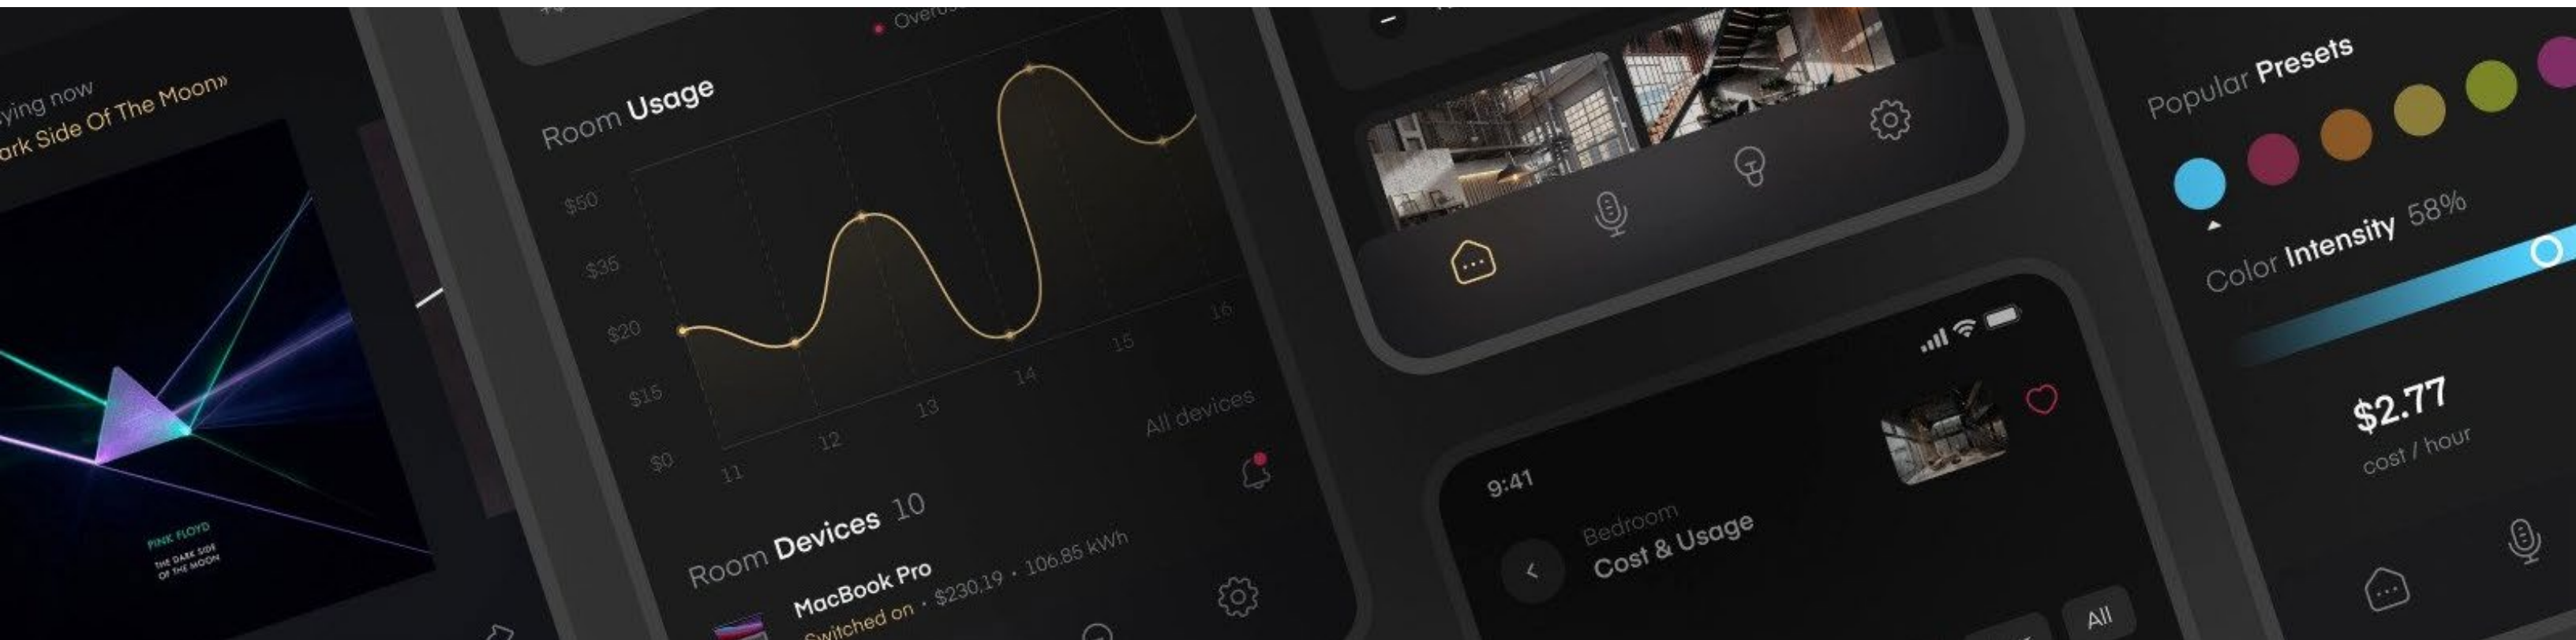 ying now
ark Side Of The Moon»
PINK FLOYD
THE DARK SIDE
OF THE MOON
Room Usage
$50
$35
$20
$15
$0
11
12
13
14
15
16
All devices
Room Devices 10
MacBook Pro
Switched on · $230,19 · 106.85 kWh
9:41
Bedroom
Cost & Usage
All
Popular Presets
Color Intensity 58%
$2.77
cost / hour